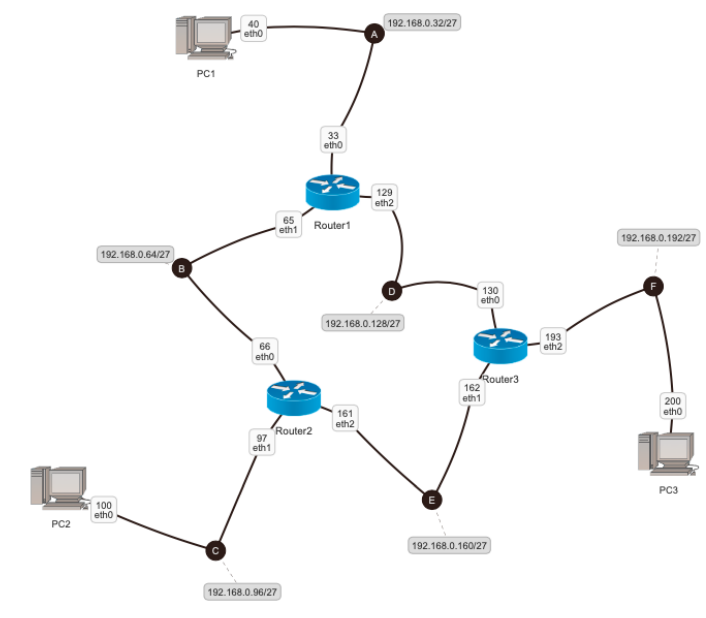 40
eth0
A
192.168.0.32/27
PC1
33
eth0
129
eth2
65
eth1
Router1
192.168.0.64/27
B
192.168.0.192/27
F
D
130
eth0
192.168.0.128/27
193
eth2
66
eth0
Router3
162
eth1
200
eth0
161
eth2
Router2
97
eth1
PC3
100
eth0
E
PC2
C
192.168.0.160/27
192.168.0.96/27